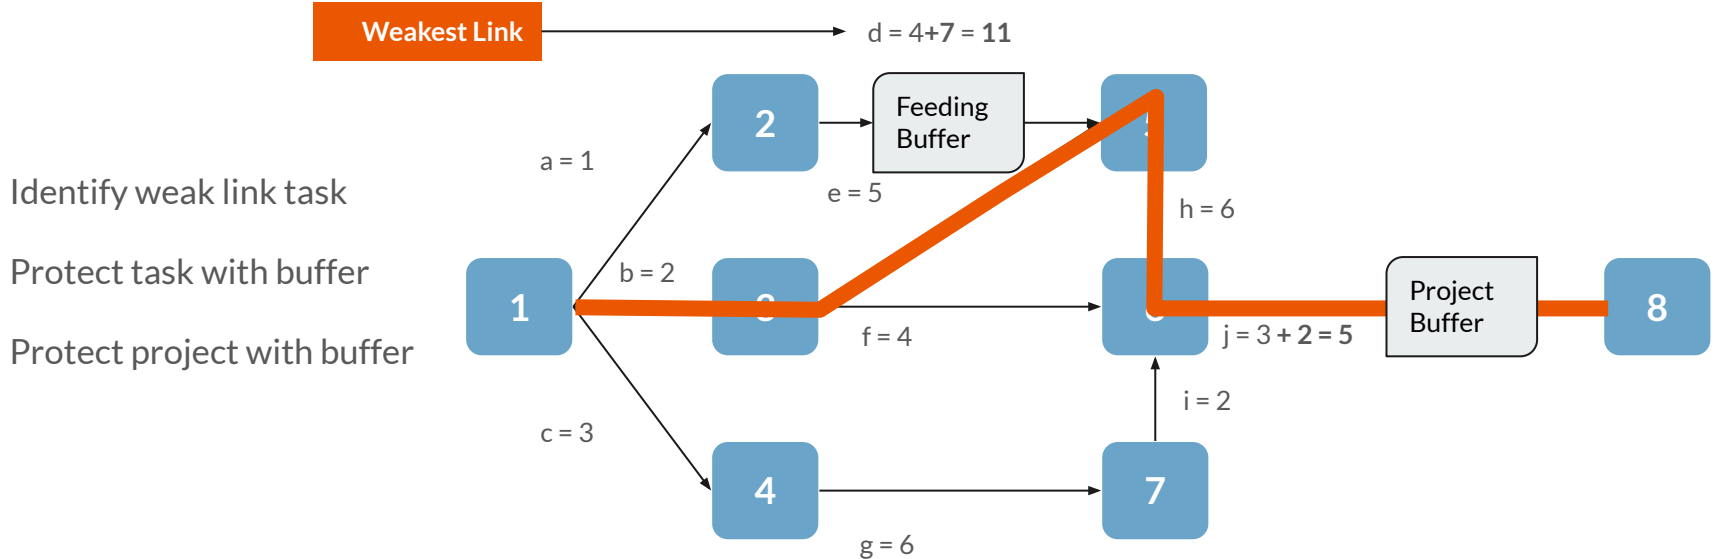 Weakest Link
d = 4+7 = 11
2
Feeding
Buffer
a = 1
e = 5
Identify weak link task
h = 6
Protect task with buffer
b = 2
1
Project
Buffer
8
f = 4
j = 3 + 2 = 5
Protect project with buffer
i = 2
c = 3
4
7
g = 6